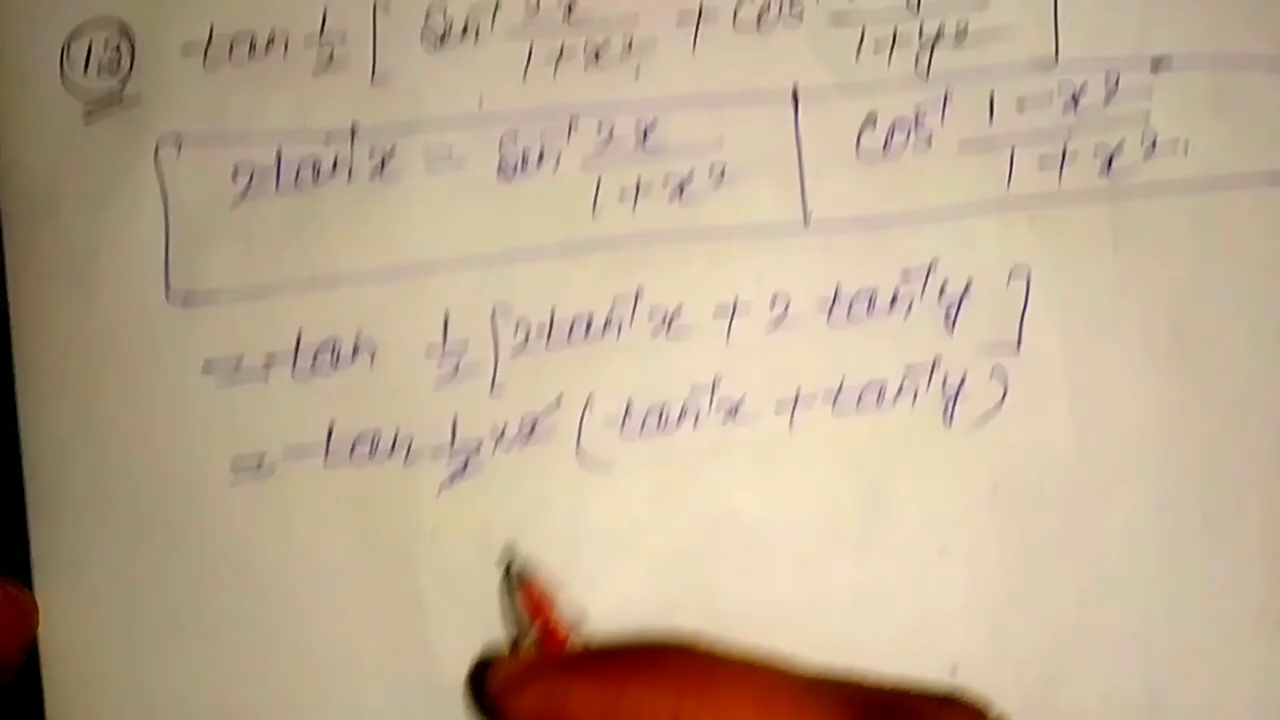 (13) tan 1/2 [ sin⁻¹ 2x/1+x² + cos⁻¹ /1+y² ]
2tan⁻¹x = sin⁻¹ 2x/1+x² | cos⁻¹ 1-x²/1+x²
= tan 1/2 [2tan⁻¹x + 2 tan⁻¹y]
= tan 1/2 ×2 (tan⁻¹x + tan⁻¹y)